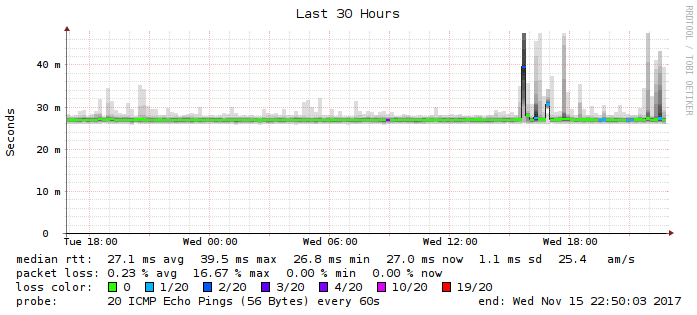 Last 30 Hours
RRDTOOL / TOBI OETIKER
Seconds
40 m
30 m
20 m
10 m
0
Tue 18:00 Wed 00:00 Wed 06:00 Wed 12:00 Wed 18:00
median rtt: 27.1 ms avg 39.5 ms max 26.8 ms min 27.0 ms now 1.1 ms sd 25.4 am/s
packet loss: 0.23 % avg 16.67 % max 0.00 % min 0.00 % now
loss color: 0 1/20 2/20 3/20 4/20 10/20 19/20
probe: 20 ICMP Echo Pings (56 Bytes) every 60s end: Wed Nov 15 22:50:03 2017